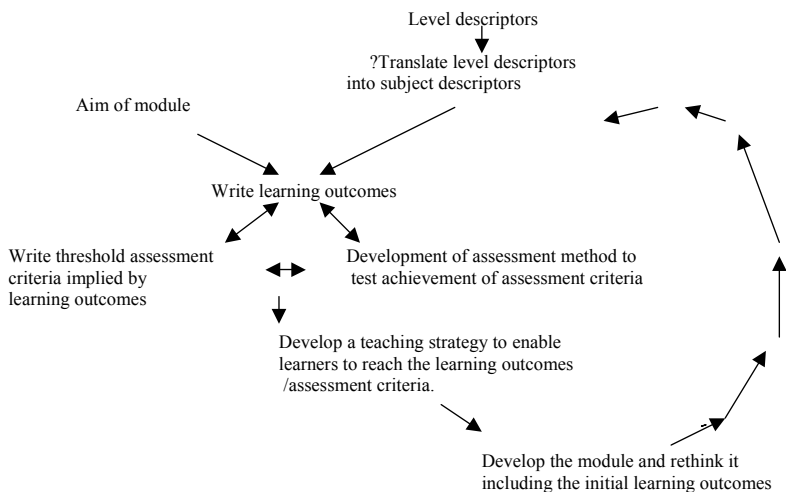 Level descriptors
?Translate level descriptors
into subject descriptors
Aim of module
Write learning outcomes
Write threshold assessment
criteria implied by
learning outcomes
Development of assessment method to
test achievement of assessment criteria
Develop a teaching strategy to enable
learners to reach the learning outcomes
/assessment criteria.
Develop the module and rethink it
including the initial learning outcomes